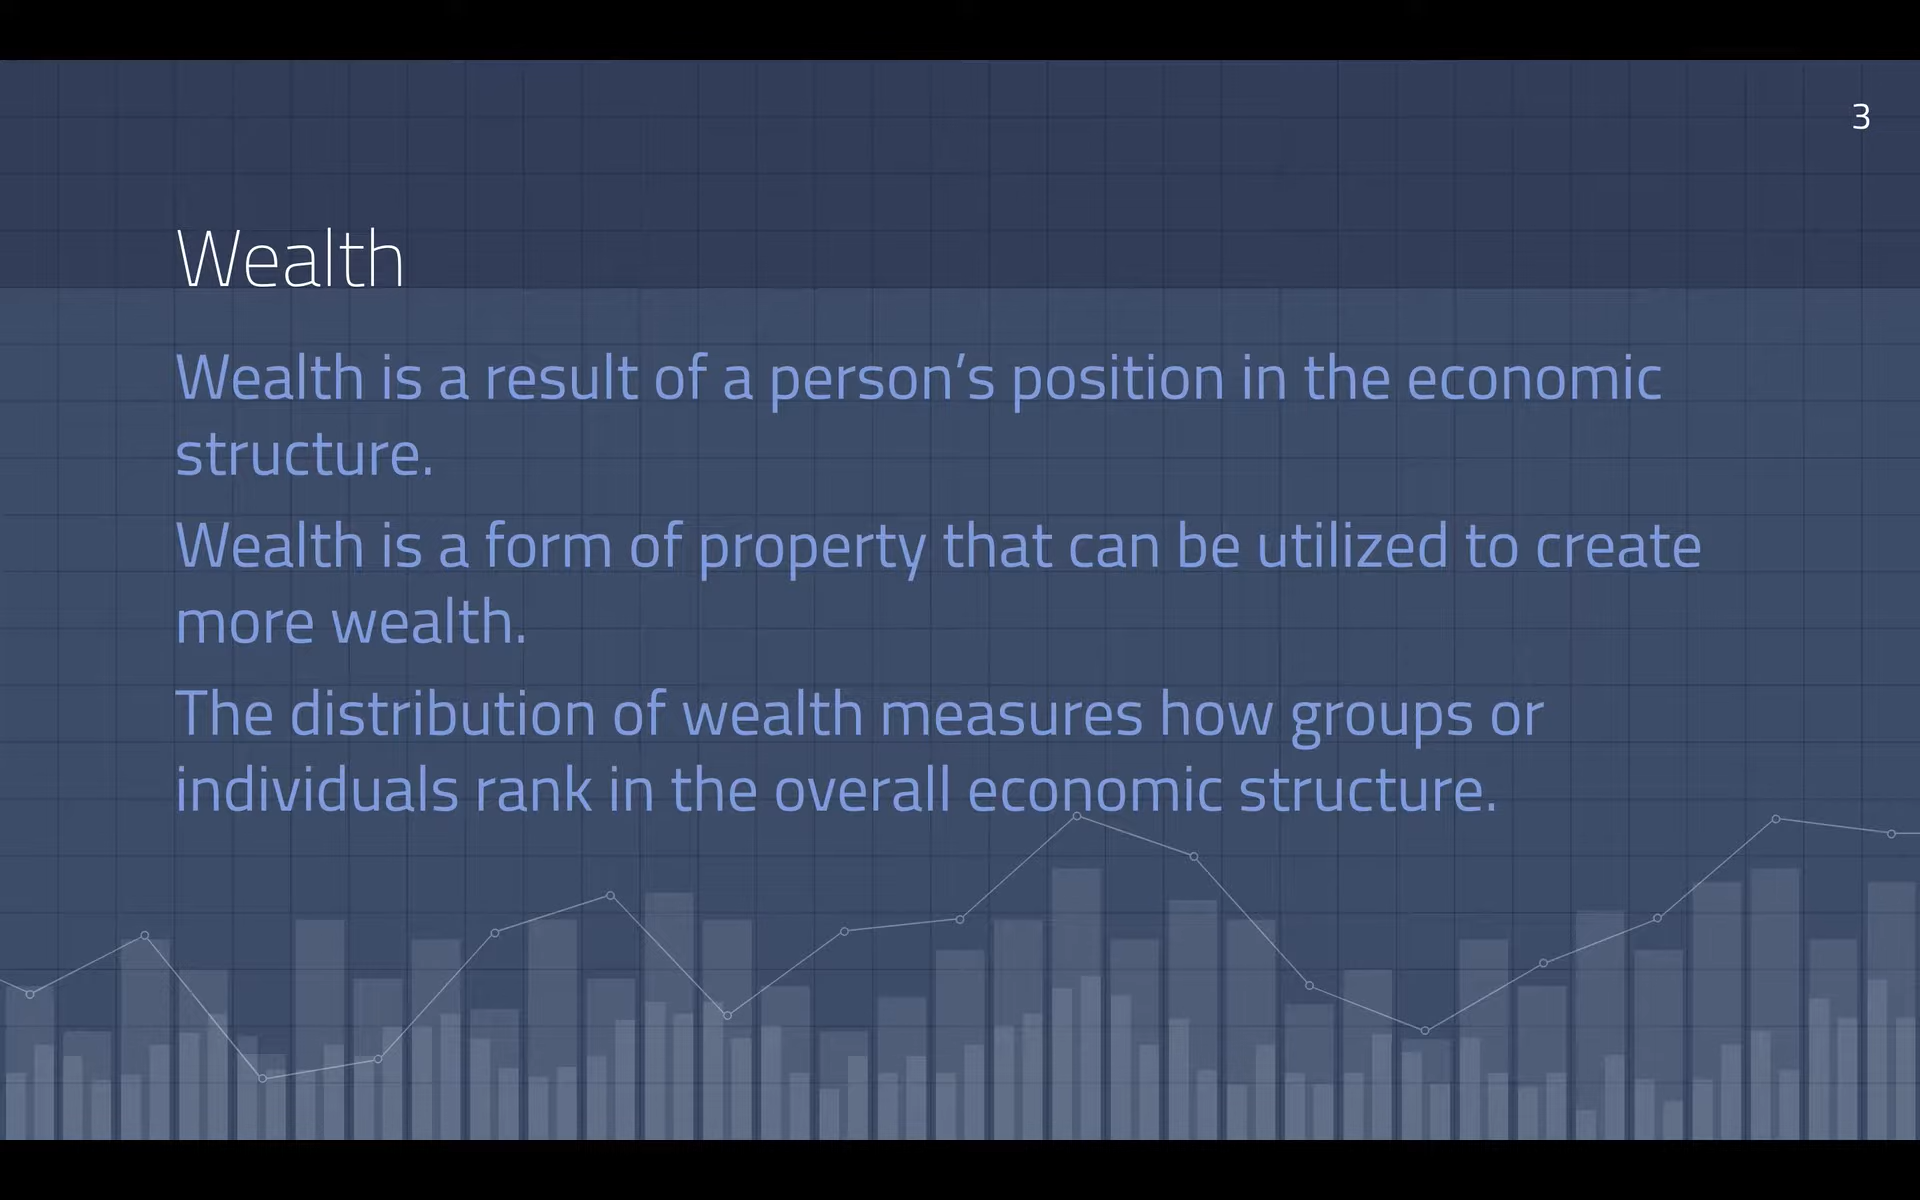 3
Wealth
Wealth is a result of a person’s position in the economic
structure.
Wealth is a form of property that can be utilized to create
more wealth.
The distribution of wealth measures how groups or
individuals rank in the overall economic structure.